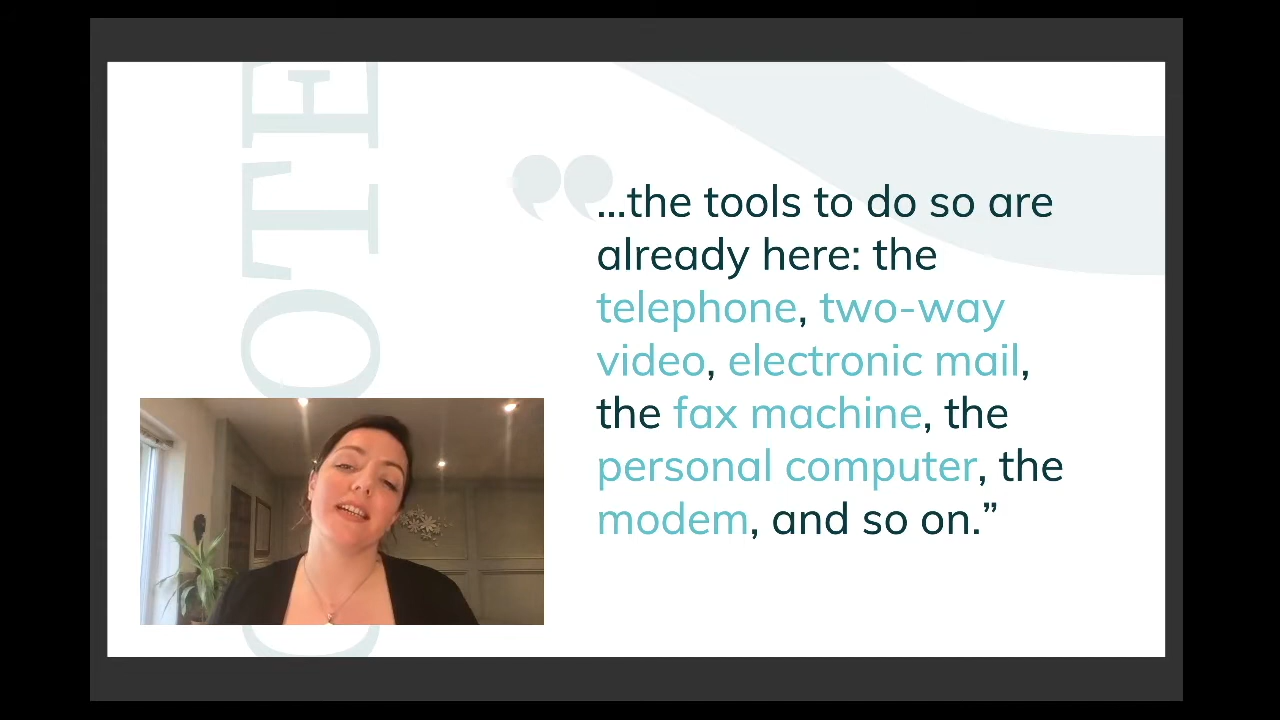 QUOTE
...the tools to do so are
already here: the
telephone, two-way
video, electronic mail,
the fax machine, the
personal computer, the
modem, and so on.”